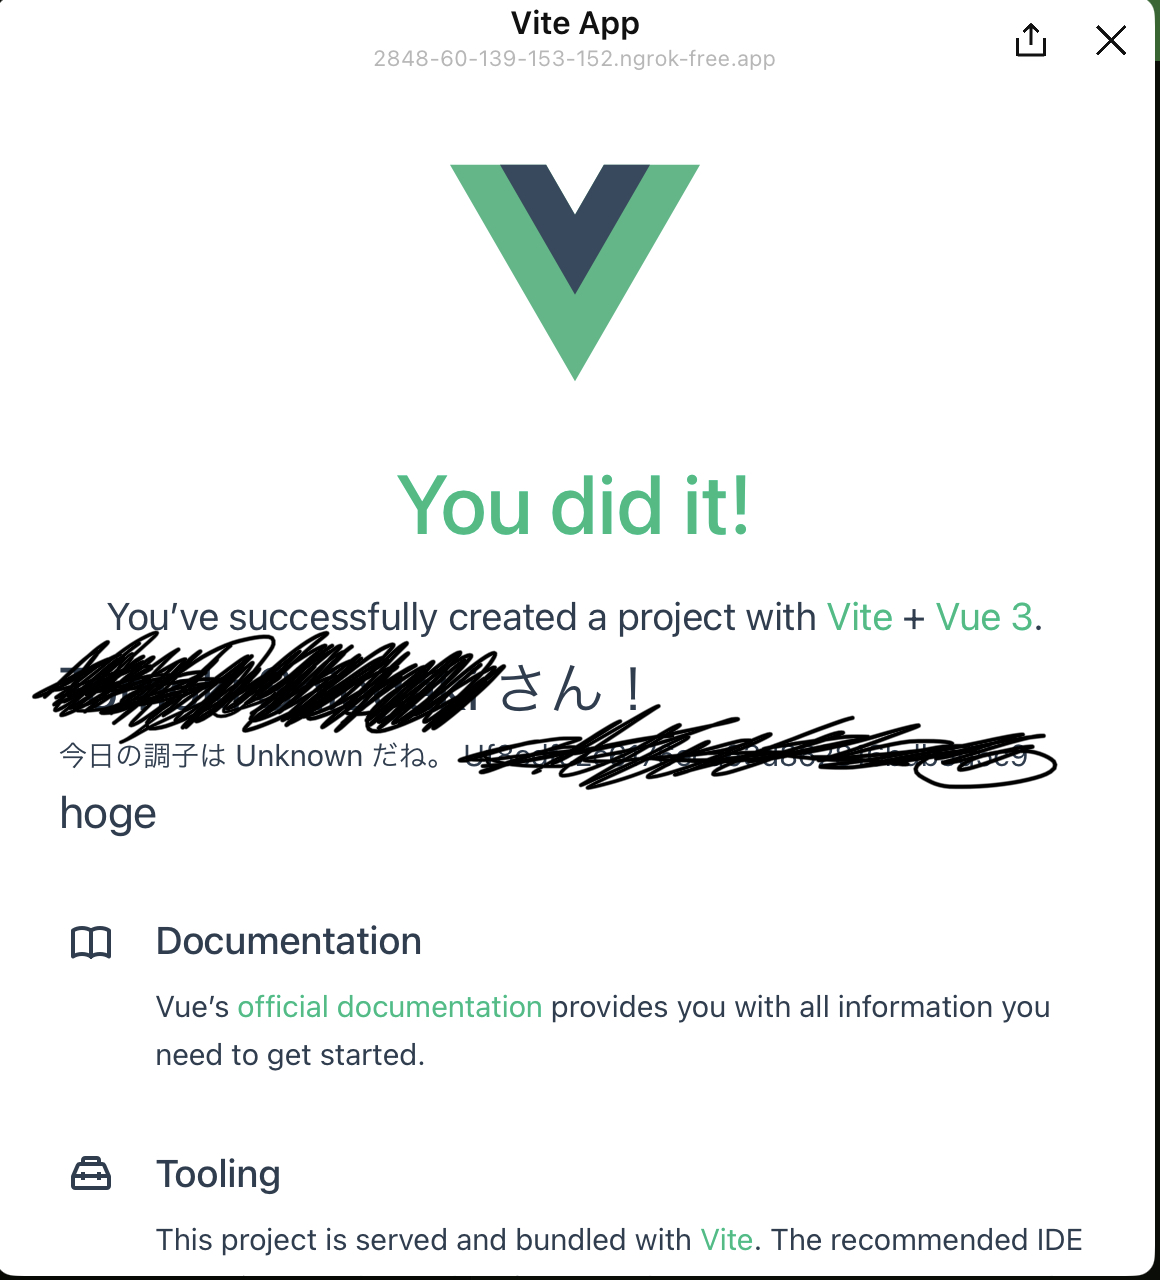 Vite App
2848-60-139-153-152.ngrok-free.app
You did it!
You’ve successfully created a project with Vite + Vue 3.
さん！
今日の調子は Unknown だね。
hoge
Documentation
Vue’s official documentation provides you with all information you
need to get started.
Tooling
This project is served and bundled with Vite. The recommended IDE